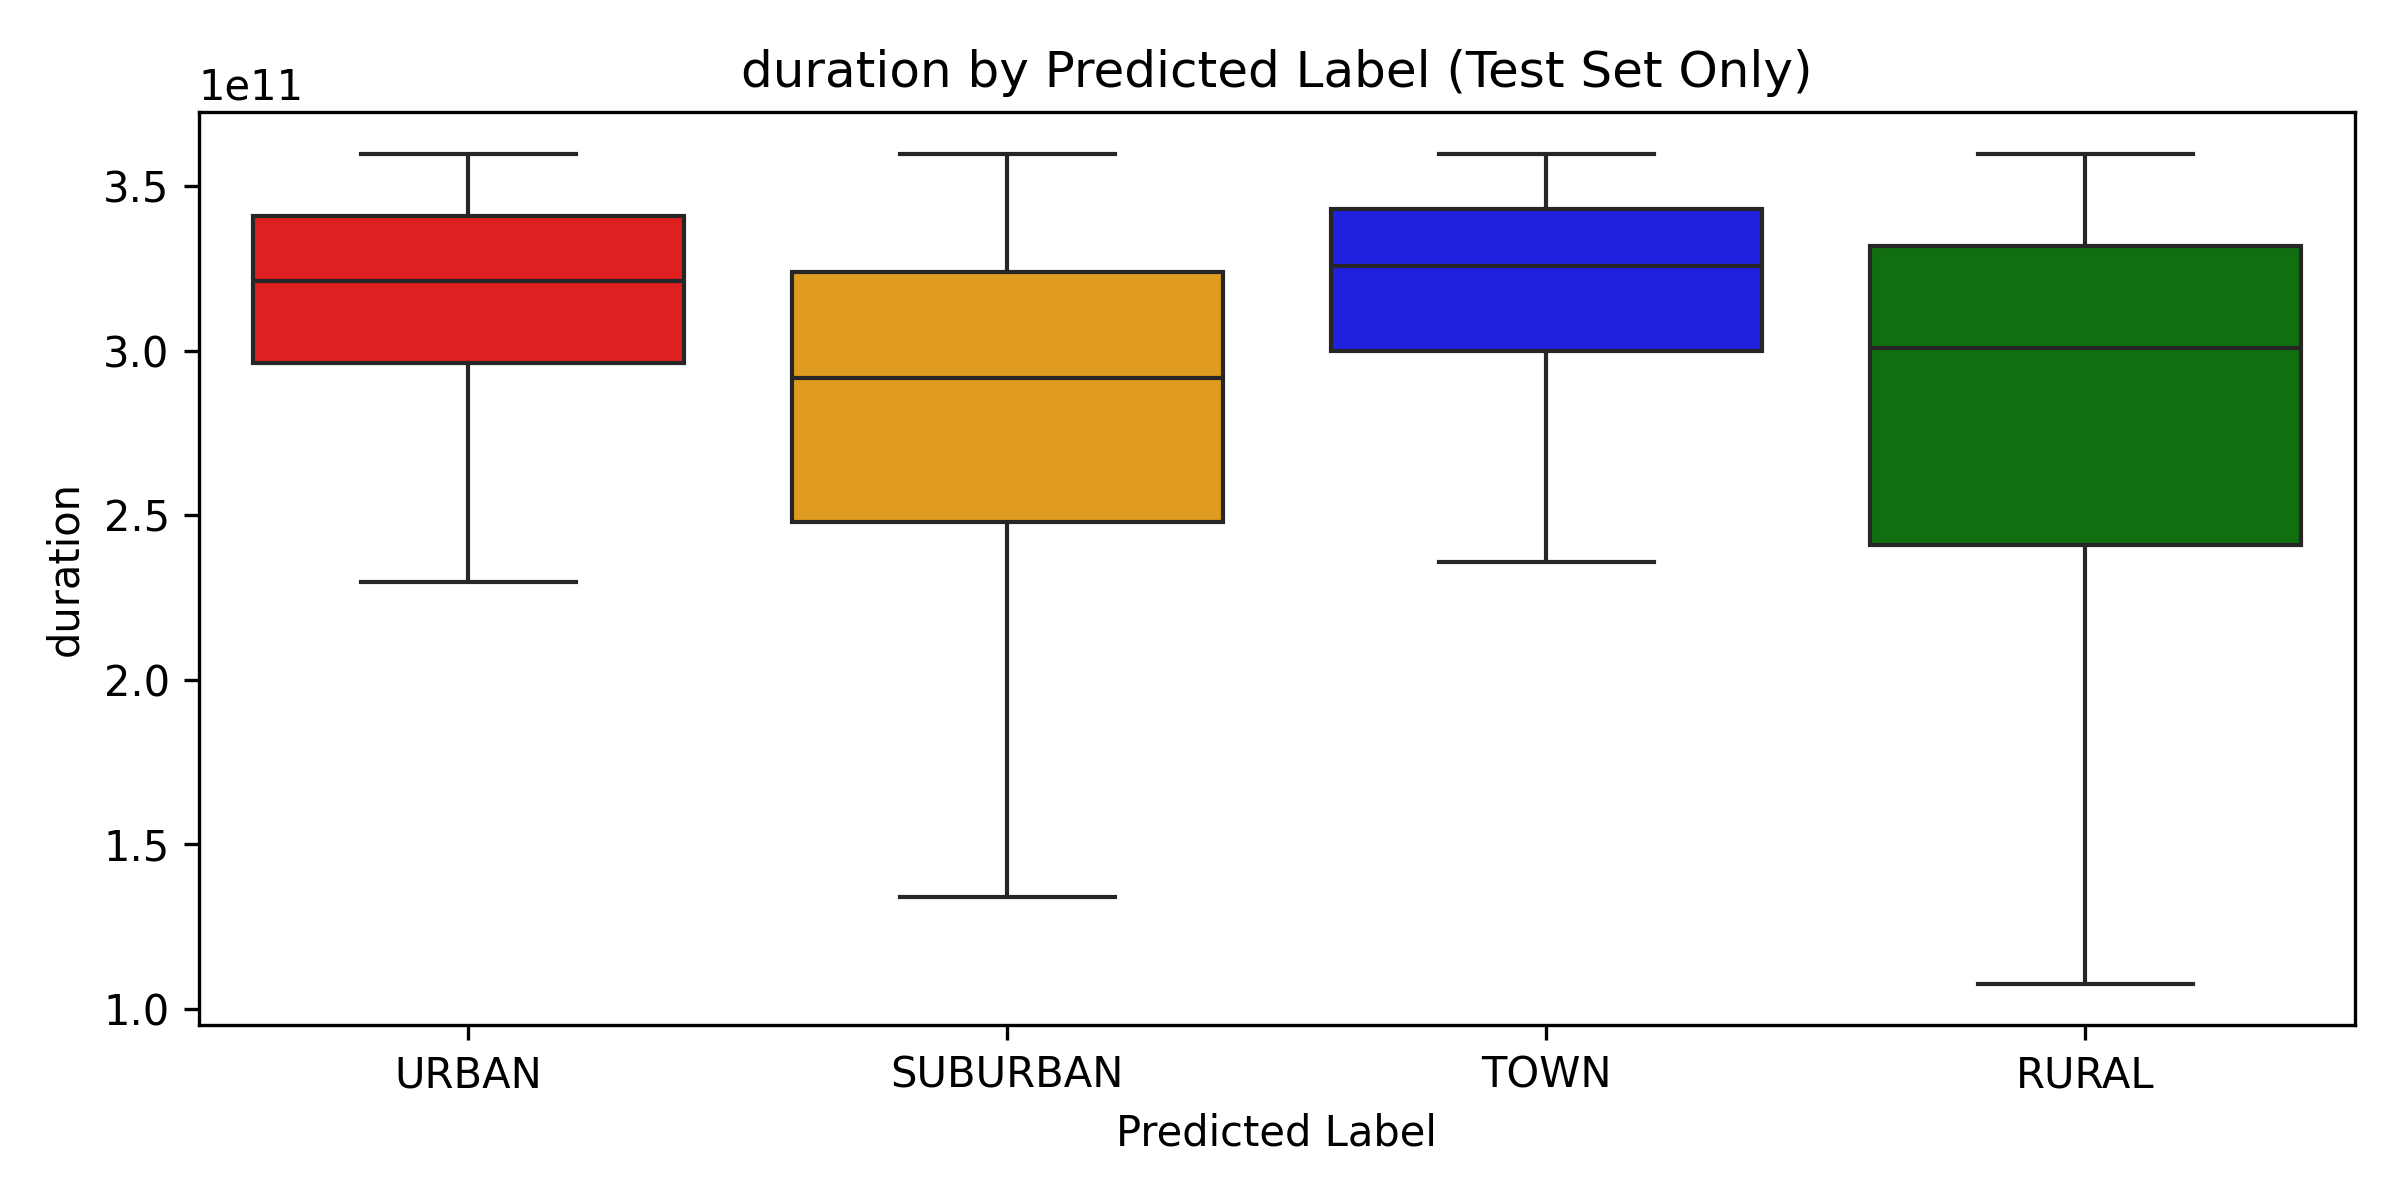 duration by Predicted Label (Test Set Only)
1e11
3.5
3.0
2.5
2.0
1.5
1.0
duration
URBAN SUBURBAN TOWN RURAL
Predicted Label